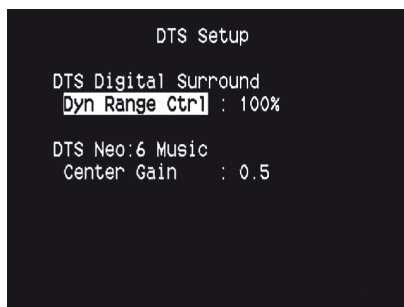 DTS Setup
DTS Digital Surround
Dyn Range Ctrl : 100%
DTS Neo:6 Music
Center Gain : 0.5